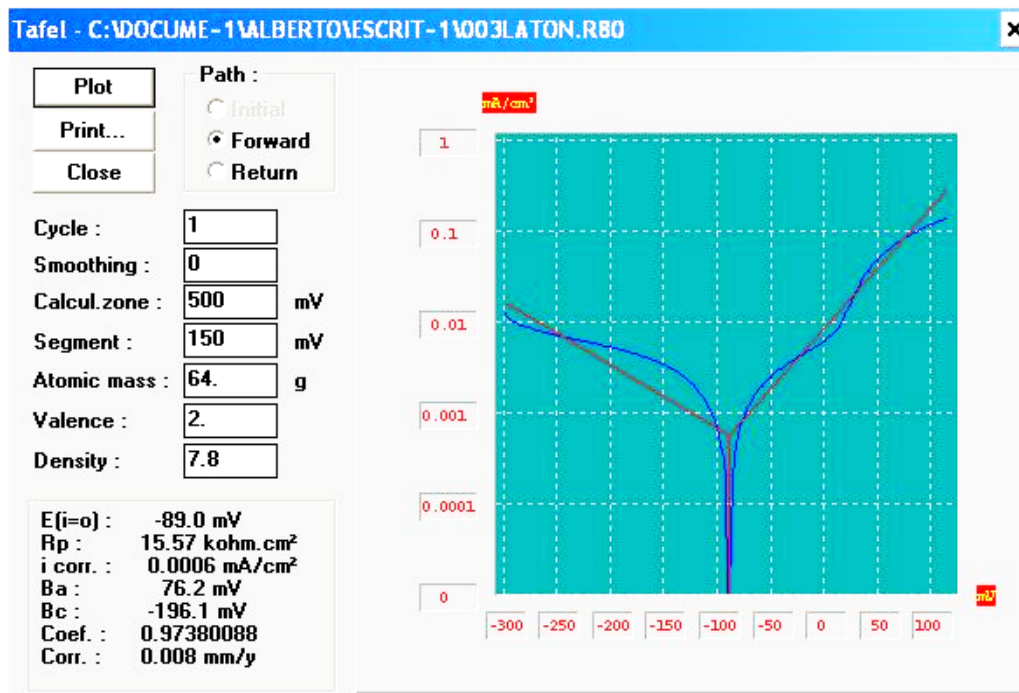 Tafel - C:\DOCUME~1\ALBERTO\ESCRIT~1\003LATON.R80
Plot
Print...
Close
Path :
Initial
Forward
Return
Cycle : 1
Smoothing : 0
Calcul.zone : 500 mV
Segment : 150 mV
Atomic mass : 64. g
Valence : 2.
Density : 7.8
E(i=o) : -89.0 mV
Rp : 15.57 kohm.cm²
i corr. : 0.0006 mA/cm²
Ba : 76.2 mV
Bc : -196.1 mV
Coef. : 0.97380088
Corr. : 0.008 mm/y
mA/cm²
1
0.1
0.01
0.001
0.0001
0
mV
-300 -250 -200 -150 -100 -50 0 50 100